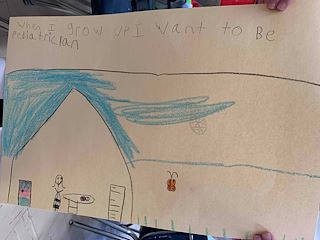 when I grow up I want to Be
Pediatrician